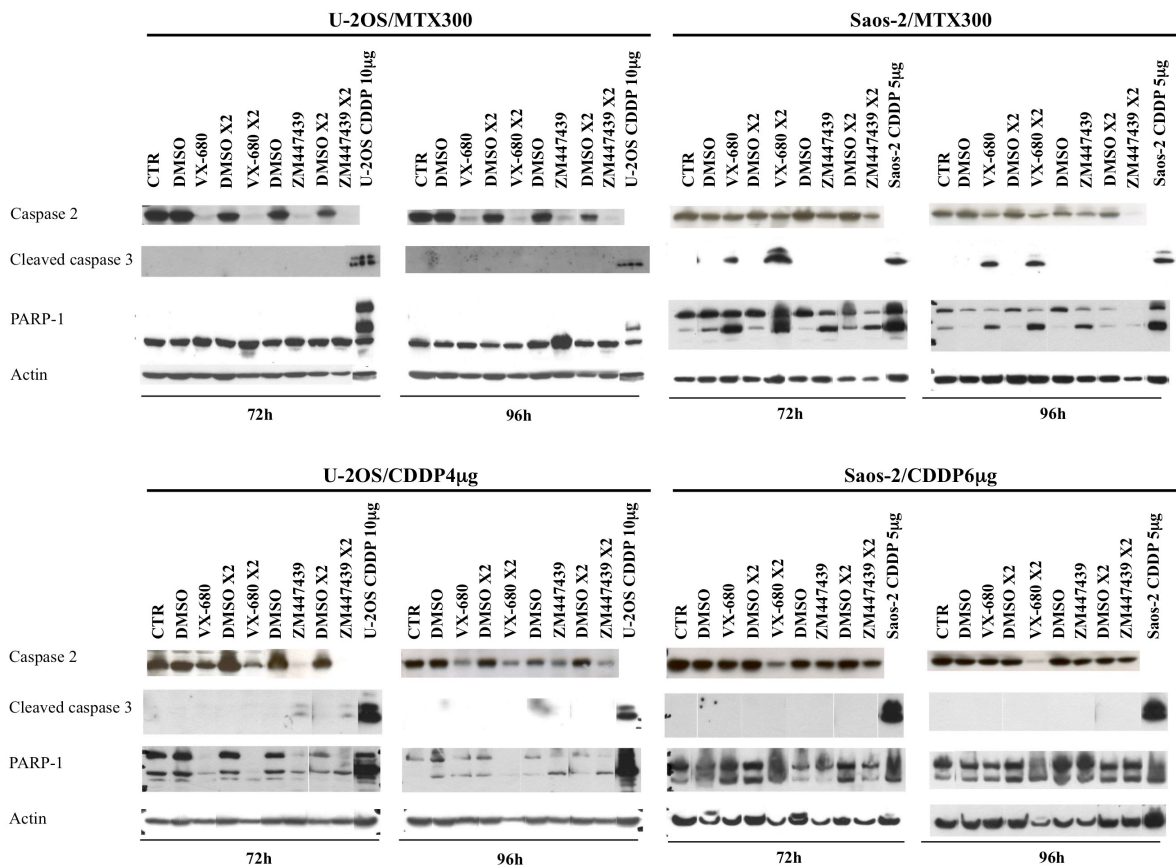 U-2OS/MTX300
Saos-2/MTX300
CTR
DMSO
VX-680
DMSO X2
VX-680 X2
DMSO
ZM447439
DMSO X2
ZM447439 X2
U-2OS CDDP 10μg
CTR
DMSO
VX-680
DMSO X2
VX-680 X2
DMSO
ZM447439
DMSO X2
ZM447439 X2
U-2OS CDDP 10μg
CTR
DMSO
VX-680
DMSO X2
VX-680 X2
DMSO
ZM447439
DMSO X2
ZM447439 X2
Saos-2 CDDP 5μg
CTR
DMSO
VX-680
DMSO X2
VX-680 X2
DMSO
ZM447439
DMSO X2
ZM447439 X2
Saos-2 CDDP 5μg
Caspase 2
Cleaved caspase 3
PARP-1
Actin
72h
96h
72h
96h
U-2OS/CDDP4μg
Saos-2/CDDP6μg
CTR
DMSO
VX-680
DMSO X2
VX-680 X2
DMSO
ZM447439
DMSO X2
ZM447439 X2
U-2OS CDDP 10μg
CTR
DMSO
VX-680
DMSO X2
VX-680 X2
DMSO
ZM447439
DMSO X2
ZM447439 X2
U-2OS CDDP 10μg
CTR
DMSO
VX-680
DMSO X2
VX-680 X2
DMSO
ZM447439
DMSO X2
ZM447439 X2
Saos-2 CDDP 5μg
CTR
DMSO
VX-680
DMSO X2
VX-680 X2
DMSO
ZM447439
DMSO X2
ZM447439 X2
Saos-2 CDDP 5μg
Caspase 2
Cleaved caspase 3
PARP-1
Actin
72h
96h
72h
96h